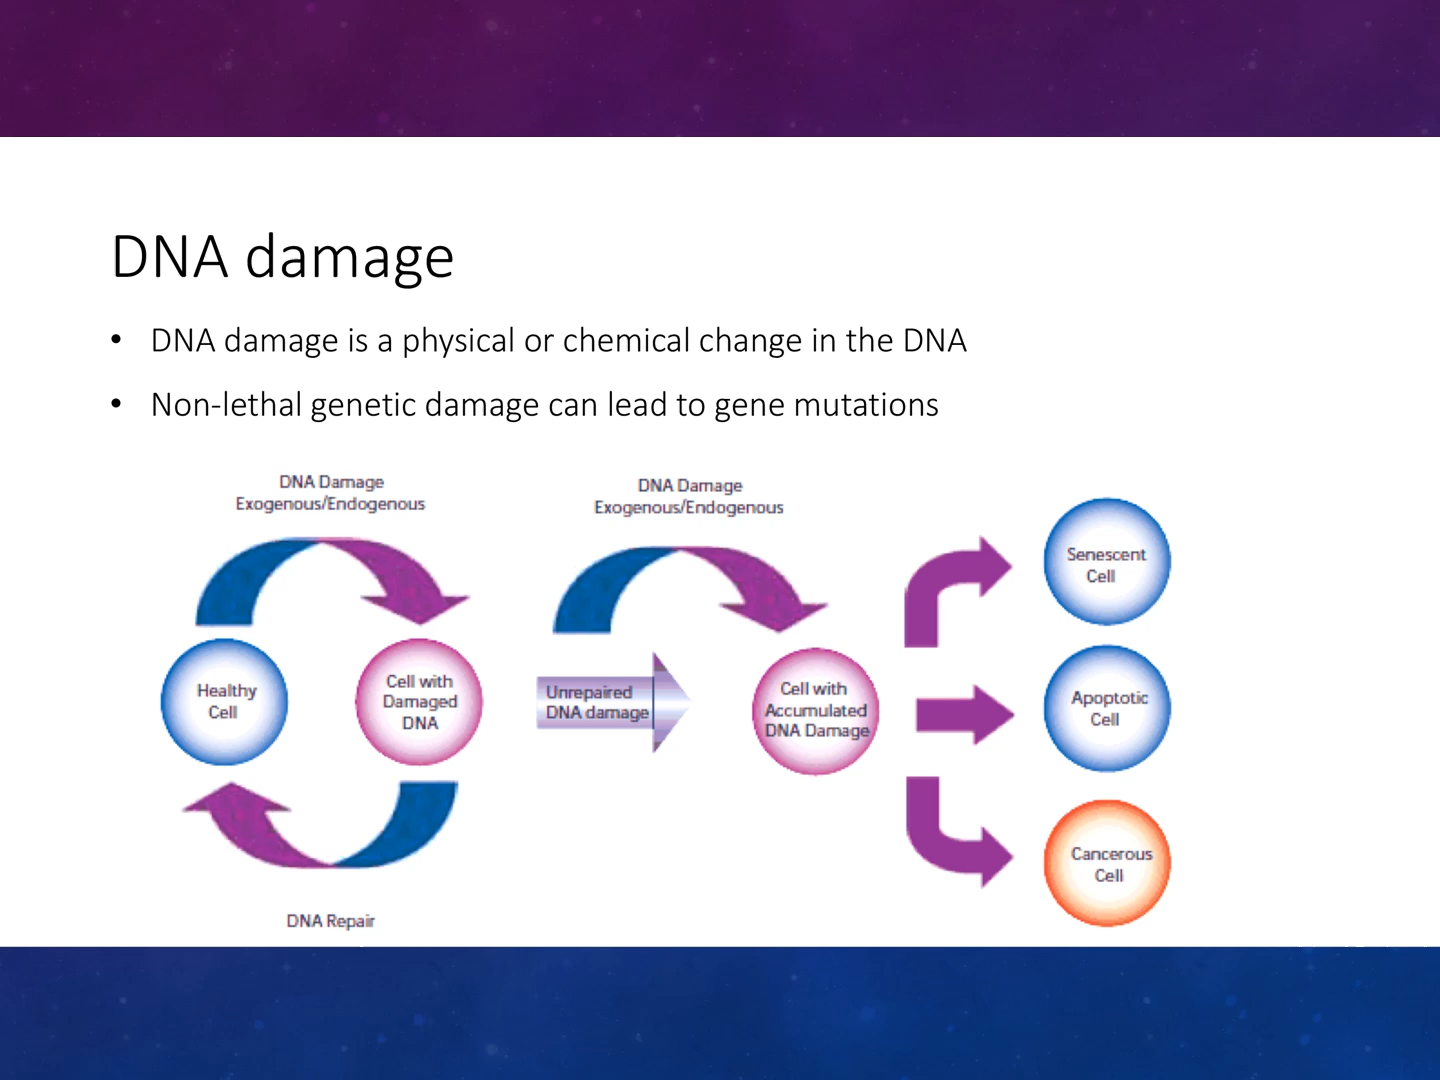 DNA damage
• DNA damage is a physical or chemical change in the DNA
• Non-lethal genetic damage can lead to gene mutations
DNA Damage
Exogenous/Endogenous
DNA Damage
Exogenous/Endogenous
Healthy
Cell
Cell with
Damaged
DNA
Unrepaired
DNA damage
Cell with
Accumulated
DNA Damage
Senescent
Cell
Apoptotic
Cell
Cancerous
Cell
DNA Repair